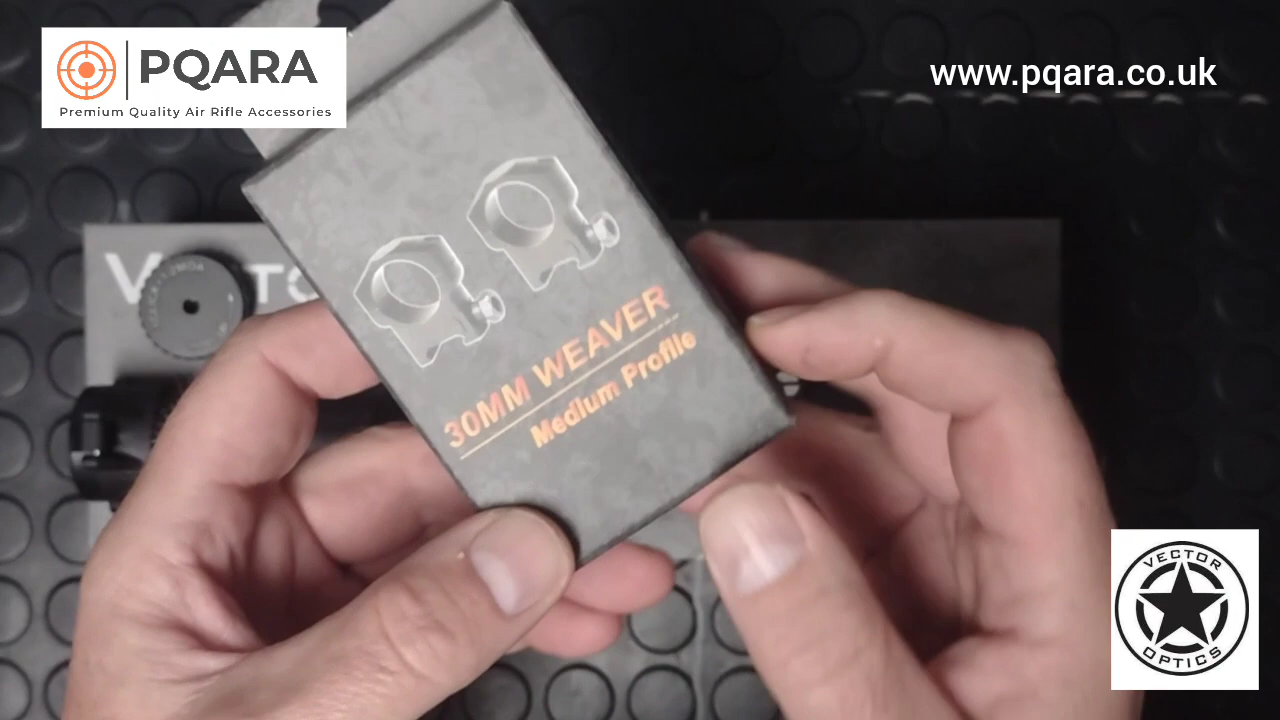 PQARA
Premium Quality Air Rifle Accessories
www.pqara.co.uk
30MM WEAVER
Medium Profile
VECTOR
OPTICS